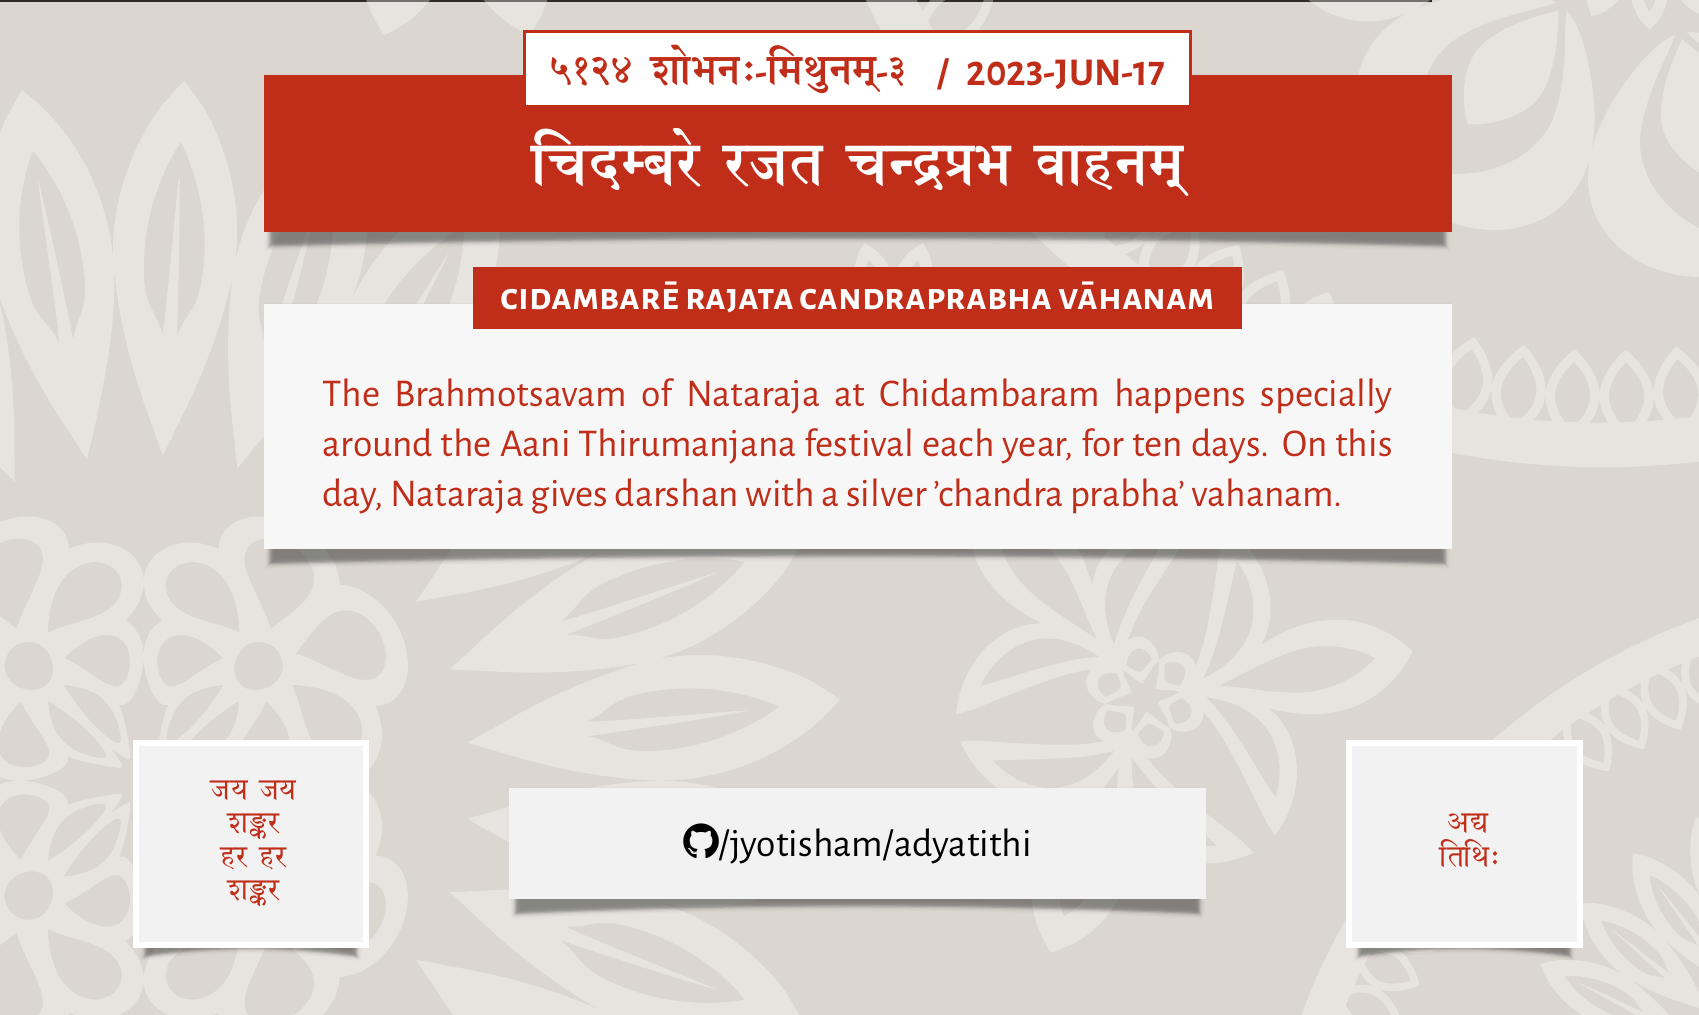 ५१२४ शोभनः-मिथुनम्-३ / 2023-JUN-17
चिदम्बरे रजत चन्द्रप्रभ वाहनम्
CIDAMBARĒ RAJATA CANDRAPRABHA VĀHANAM
The Brahmotsavam of Nataraja at Chidambaram happens specially
around the Aani Thirumanjana festival each year, for ten days. On this
day, Nataraja gives darshan with a silver ’chandra prabha’ vahanam.
जय जय
शङ्कर
हर हर
शङ्कर
/jyotisham/adyatithi
अद्य
तिथिः